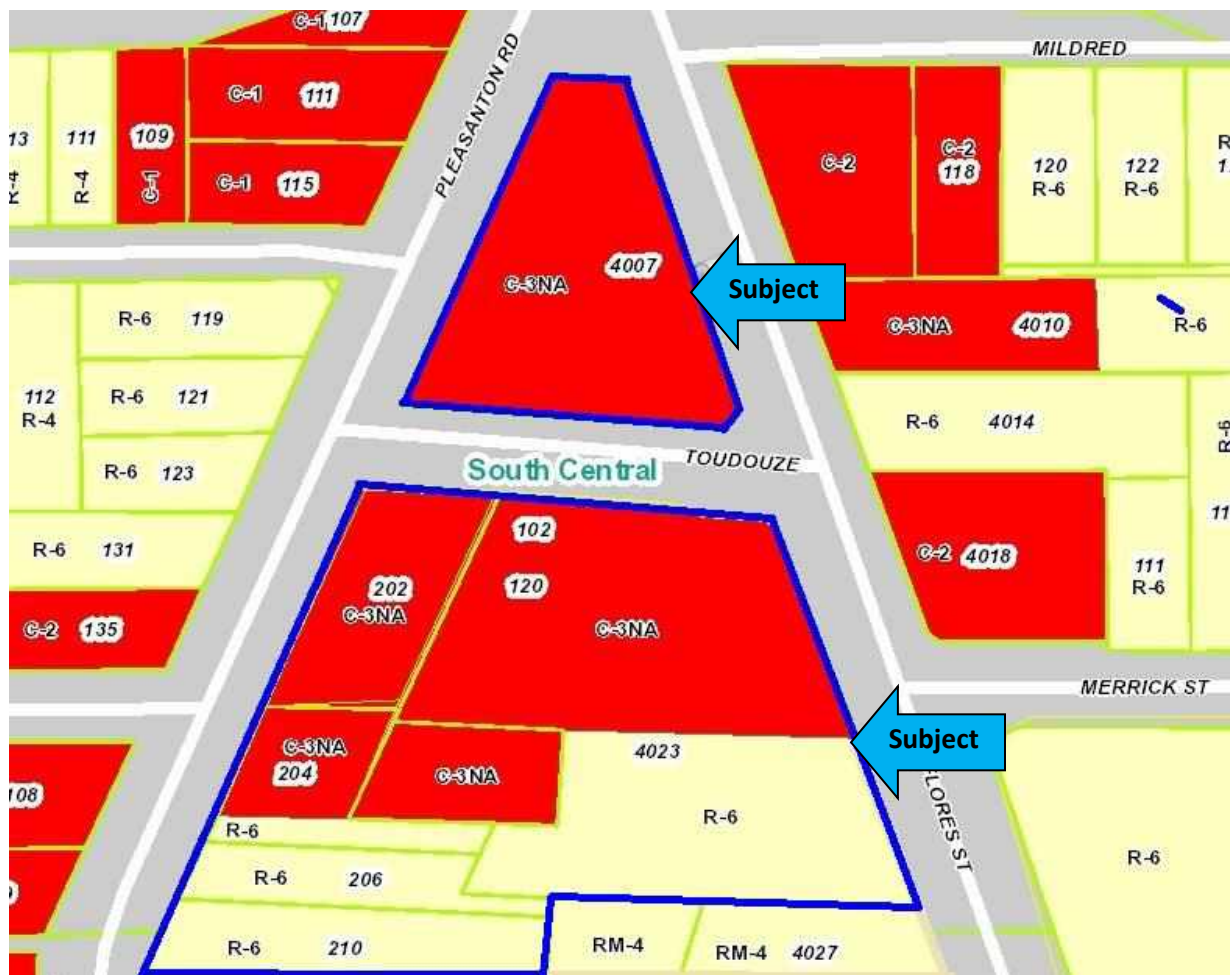 C-1 107
PLEASANTON RD
MILDRED
C-1 111
13
R-4
111
R-4
109
C-1
C-1 115
C-2
C-2
118
120
R-6
122
R-6
C-3NA 4007
Subject
C-3NA 4010
R-6
R-6 119
112
R-4
R-6 121
R-6 123
R-6 4014
R-6
TOUDOUZE
South Central
R-6 131
102
C-2 4018
111
R-6
202
C-3NA
120
C-3NA
C-2 135
MERRICK ST
C-3NA
204
C-3NA
4023
Subject
108
R-6
R-6
LORES ST
R-6
R-6 206
R-6 210
RM-4
RM-4 4027